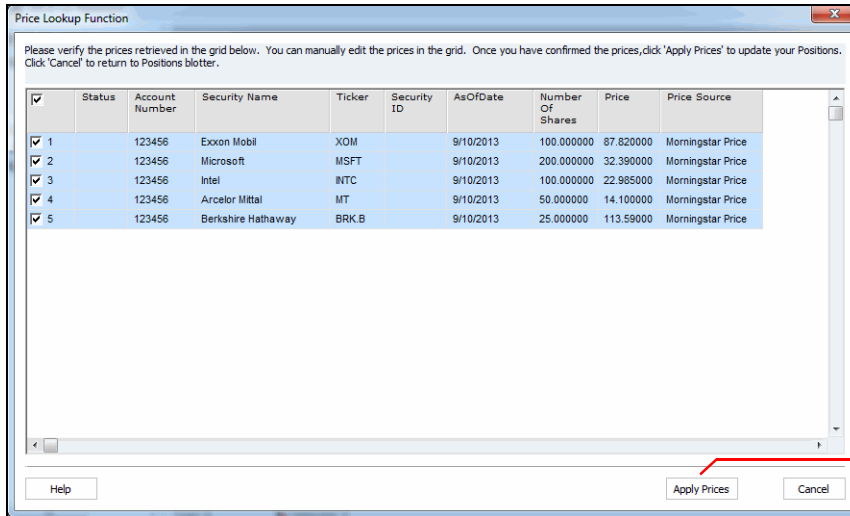 Price Lookup Function
Please verify the prices retrieved in the grid below. You can manually edit the prices in the grid. Once you have confirmed the prices,click 'Apply Prices' to update your Positions.
Click 'Cancel' to return to Positions blotter.
Status Account Number Security Name Ticker Security ID AsOfDate Number Of Shares Price Price Source
1 123456 Exxon Mobil XOM 9/10/2013 100.000000 87.820000 Morningstar Price
2 123456 Microsoft MSFT 9/10/2013 200.000000 32.390000 Morningstar Price
3 123456 Intel INTC 9/10/2013 100.000000 22.985000 Morningstar Price
4 123456 Arcelor Mittal MT 9/10/2013 50.000000 14.100000 Morningstar Price
5 123456 Berkshire Hathaway BRK.B 9/10/2013 25.000000 113.59000 Morningstar Price
Help Apply Prices Cancel